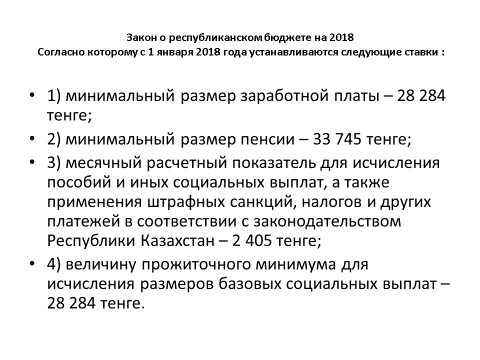 Закон о республиканском бюджете на 2018
Согласно которому с 1 января 2018 года устанавливаются следующие ставки :
• 1) минимальный размер заработной платы – 28 284
тенге;
• 2) минимальный размер пенсии – 33 745 тенге;
• 3) месячный расчетный показатель для исчисления
пособий и иных социальных выплат, а также
применения штрафных санкций, налогов и других
платежей в соответствии с законодательством
Республики Казахстан – 2 405 тенге;
• 4) величину прожиточного минимума для
исчисления размеров базовых социальных выплат –
28 284 тенге.